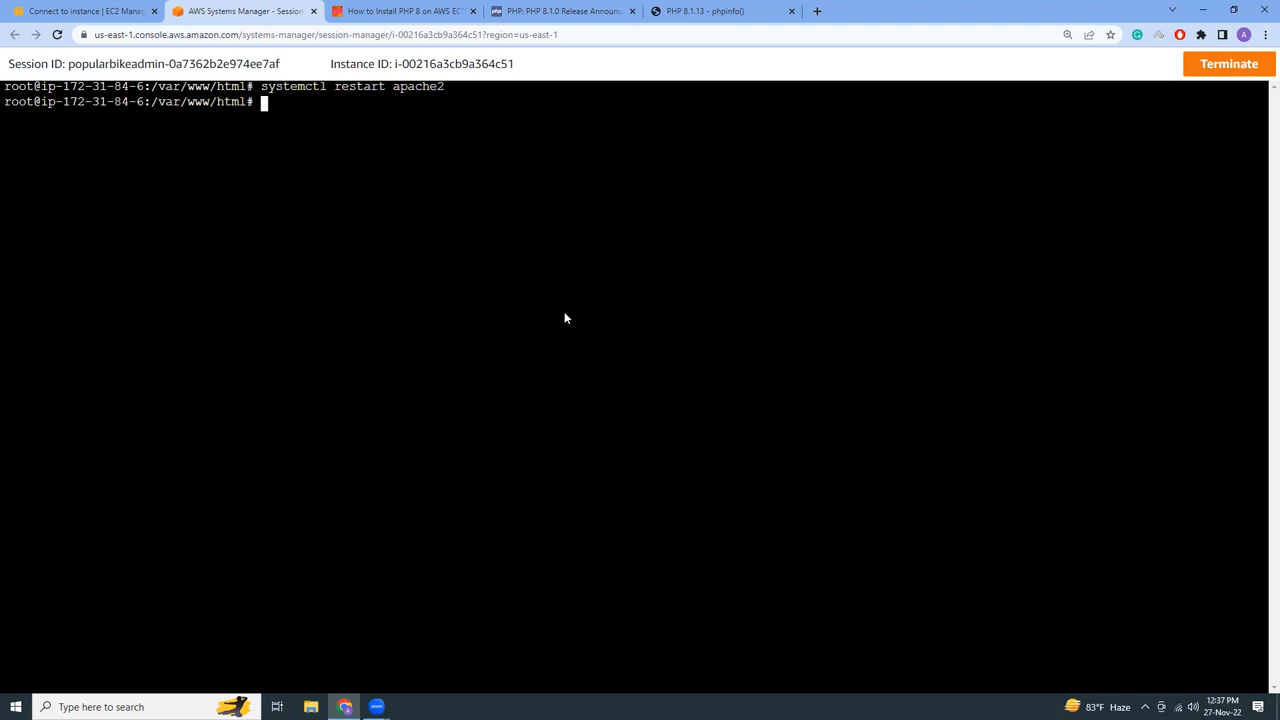 Connect to instance | EC2 Manag
AWS Systems Manager - Session
How to Install PHP 8 on AWS EC2
PHP: PHP 8.1.0 Release Announc
PHP 8.1.13 - phpinfo()
us-east-1.console.aws.amazon.com/systems-manager/session-manager/i-00216a3cb9a364c51?region=us-east-1
A
Session ID: popularbikeadmin-0a7362b2e974ee7af
Instance ID: i-00216a3cb9a364c51
Terminate
root@ip-172-31-84-6:/var/www/html# systemctl restart apache2
root@ip-172-31-84-6:/var/www/html#
Type here to search
83°F Haze
12:37 PM
27-Nov-22